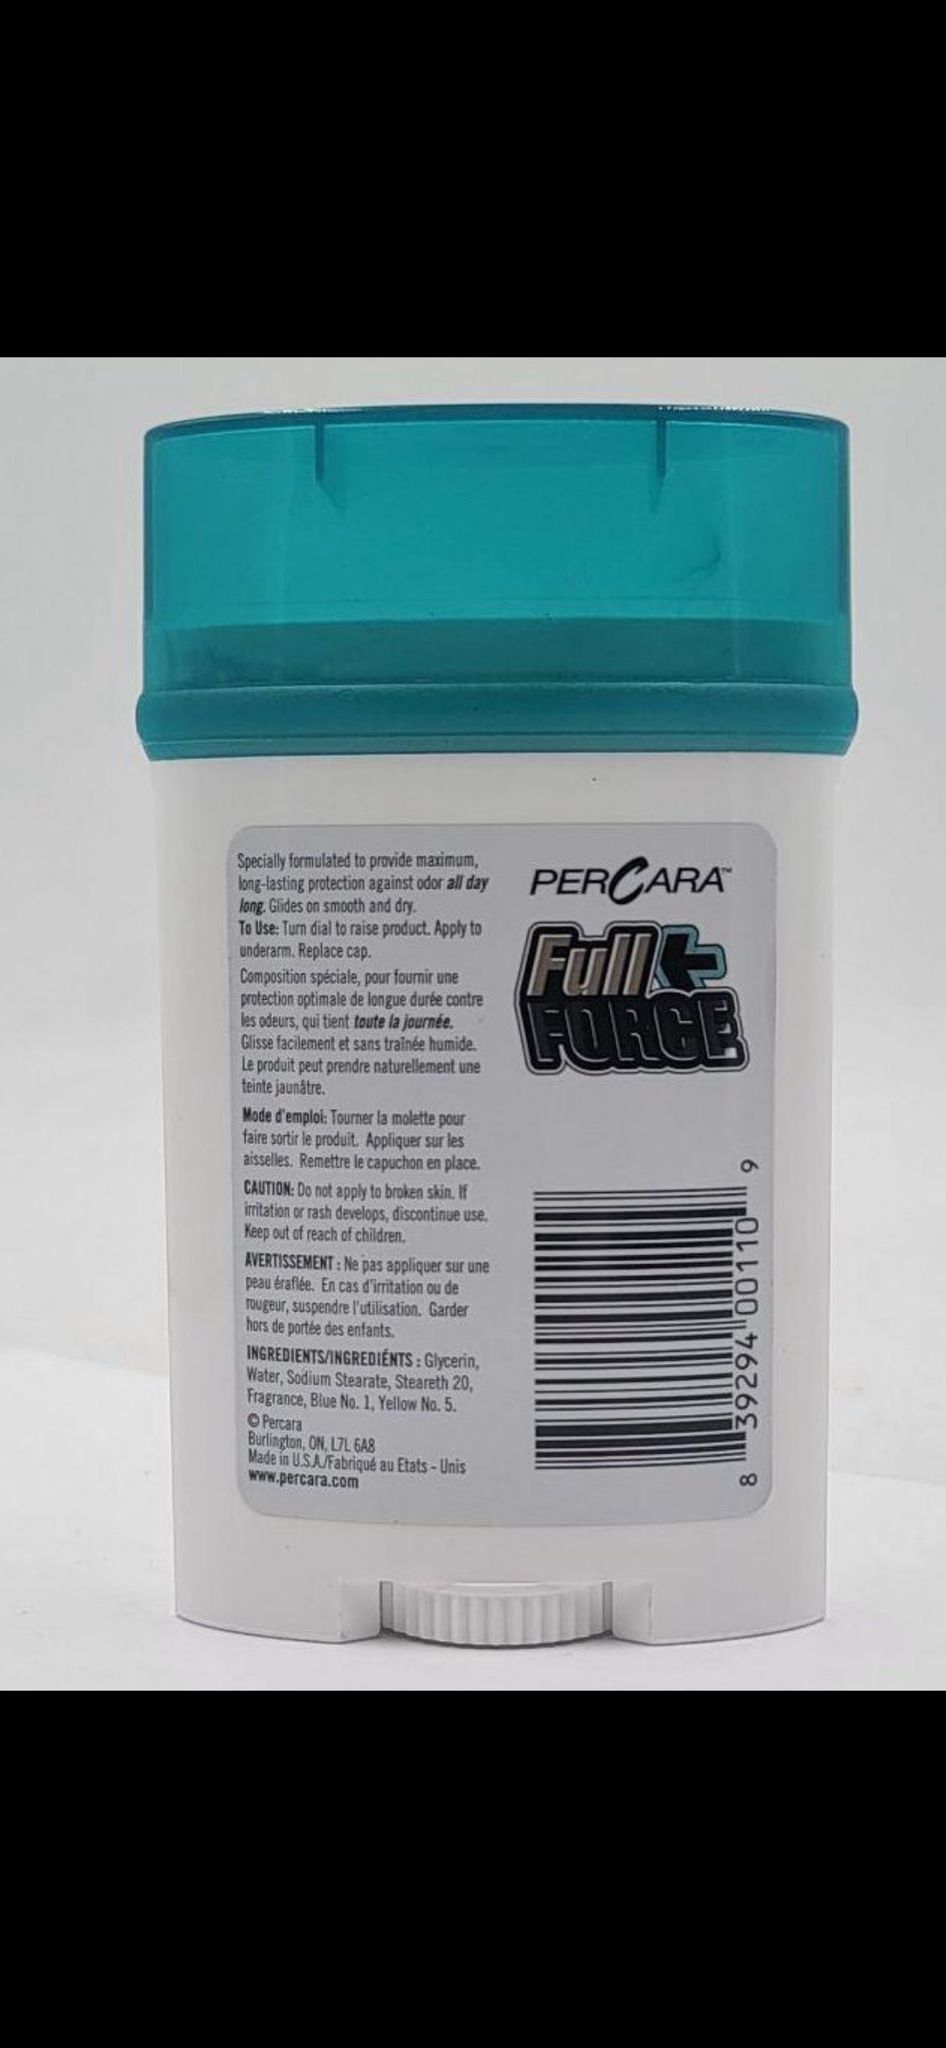 Specially formulated to provide maximum,
long-lasting protection against odor all day
long. Glides on smooth and dry.
To Use: Turn dial to raise product. Apply to
underarm. Replace cap.
Composition spéciale, pour fournir une
protection optimale de longue durée contre
les odeurs, qui tient toute la journée.
Glisse facilement et sans traînée humide.
Le produit peut prendre naturellement une
teinte jaunâtre.
Mode d'emploi: Tourner la molette pour
faire sortir le produit. Appliquer sur les
aisselles. Remettre le capuchon en place.
CAUTION: Do not apply to broken skin. If
irritation or rash develops, discontinue use.
Keep out of reach of children.
AVERTISSEMENT : Ne pas appliquer sur une
peau éraflée. En cas d'irritation ou de
rougeur, suspendre l'utilisation. Garder
hors de portée des enfants.
INGREDIENTS/INGREDIÉNTS : Glycerin,
Water, Sodium Stearate, Steareth 20,
Fragrance, Blue No. 1, Yellow No. 5.
© Percara
Burlington, ON, L7L 6A8
Made in U.S.A/Fabriqué au Etats - Unis
www.percara.com
PERCARA™
Full
FORCE
8 39294 00110 9